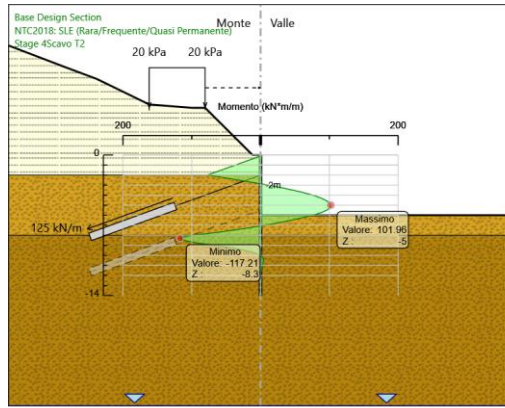 Base Design Section
NTC2018: SLE (Rara/Frequente/Quasi Permanente)
Stage 4Scavo T2
Monte
Valle
20 kPa
20 kPa
Momento (kN*m/m)
200
200
0
-2m
125 kN/m
Massimo
Valore: 101.96
Z : -5
Minimo
Valore: -117.21
Z : -8.3
-14